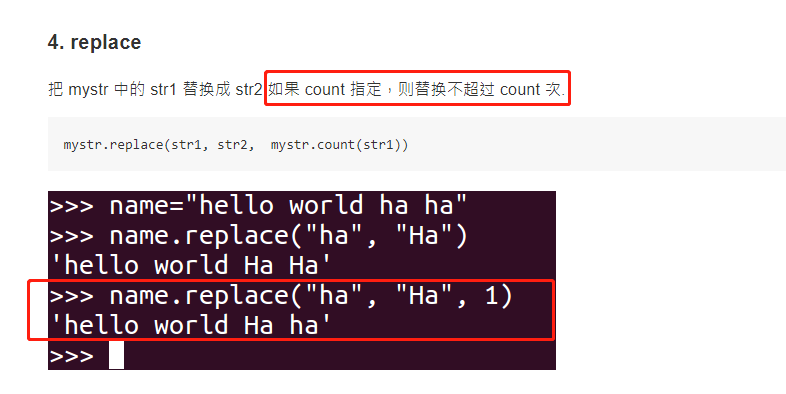 4. replace
把 mystr 中的 str1 替換成 str2,如果 count 指定，则替換不超过 count 次.
mystr.replace(str1, str2,  mystr.count(str1))
>>> name="hello world ha ha"
>>> name.replace("ha", "Ha")
'hello world Ha Ha'
>>> name.replace("ha", "Ha", 1)
'hello world Ha ha'
>>>